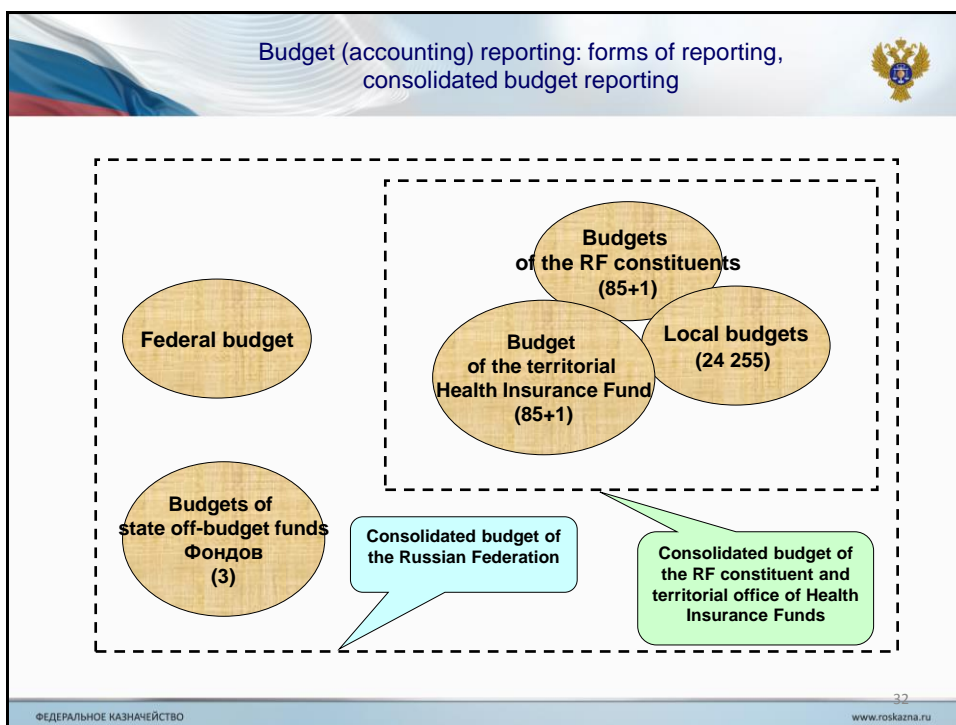 Budget (accounting) reporting: forms of reporting,
consolidated budget reporting
Budgets
of the RF constituents
(85+1)
Federal budget
Budget
of the territorial
Health Insurance Fund
(85+1)
Local budgets
(24 255)
Budgets of
state off-budget funds
Фондов
(3)
Consolidated budget of
the Russian Federation
Consolidated budget of
the RF constituent and
territorial office of Health
Insurance Funds
32
ФЕДЕРАЛЬНОЕ КАЗНАЧЕЙСТВО
www.roskazna.ru